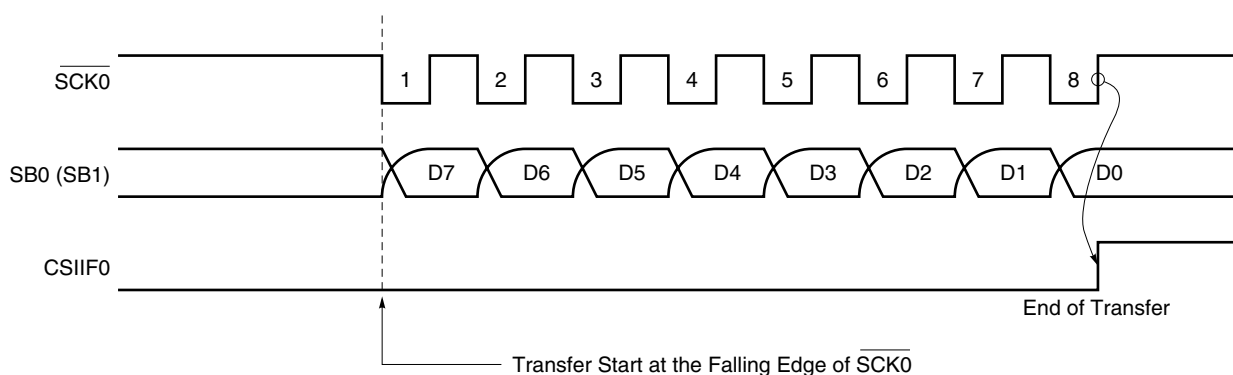 SCK0
1 2 3 4 5 6 7 8
SB0 (SB1)
D7 D6 D5 D4 D3 D2 D1 D0
CSIIF0
End of Transfer
Transfer Start at the Falling Edge of SCK0